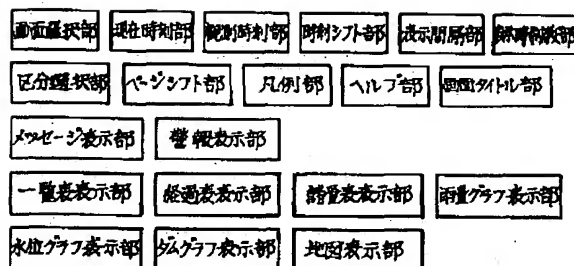 画面選択部 現在時刻部 観測時刻部 時刻シフト部 表示間隔部
区分選択部 ページシフト部 凡例部 ヘルプ部 画面タイトル部
メッセージ表示部 警報表示部
一覧表表示部 経過表表示部 諸量表表示部 雨量グラフ表示部
水位グラフ表示部 ダムグラフ表示部 地図表示部